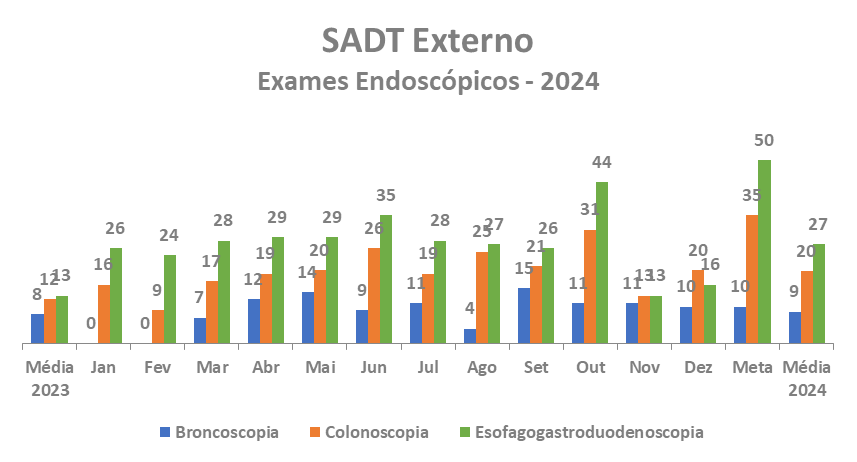 SADT Externo
Exames Endoscópicos - 2024
8 12 13
0 16 26
0 9 24
7 17 28
12 19 29
14 20 29
9 26 35
11 19 28
4 25 27
15 21 26
11 31 44
11 13 13
10 20 16
10 35 50
9 20 27
Média Jan Fev Mar Abr Mai Jun Jul Ago Set Out Nov Dez Meta Média
2023 2024
Broncoscopia Colonoscopia Esofagogastroduodenoscopia